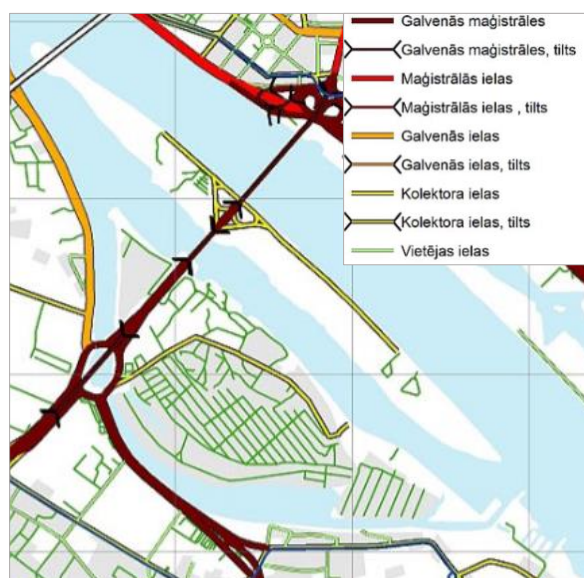 Galvenās maģistrāles
Galvenās maģistrāles, tilts
Maģistrālās ielas
Maģistrālās ielas , tilts
Galvenās ielas
Galvenās ielas, tilts
Kolektora ielas
Kolektora ielas, tilts
Vietējas ielas